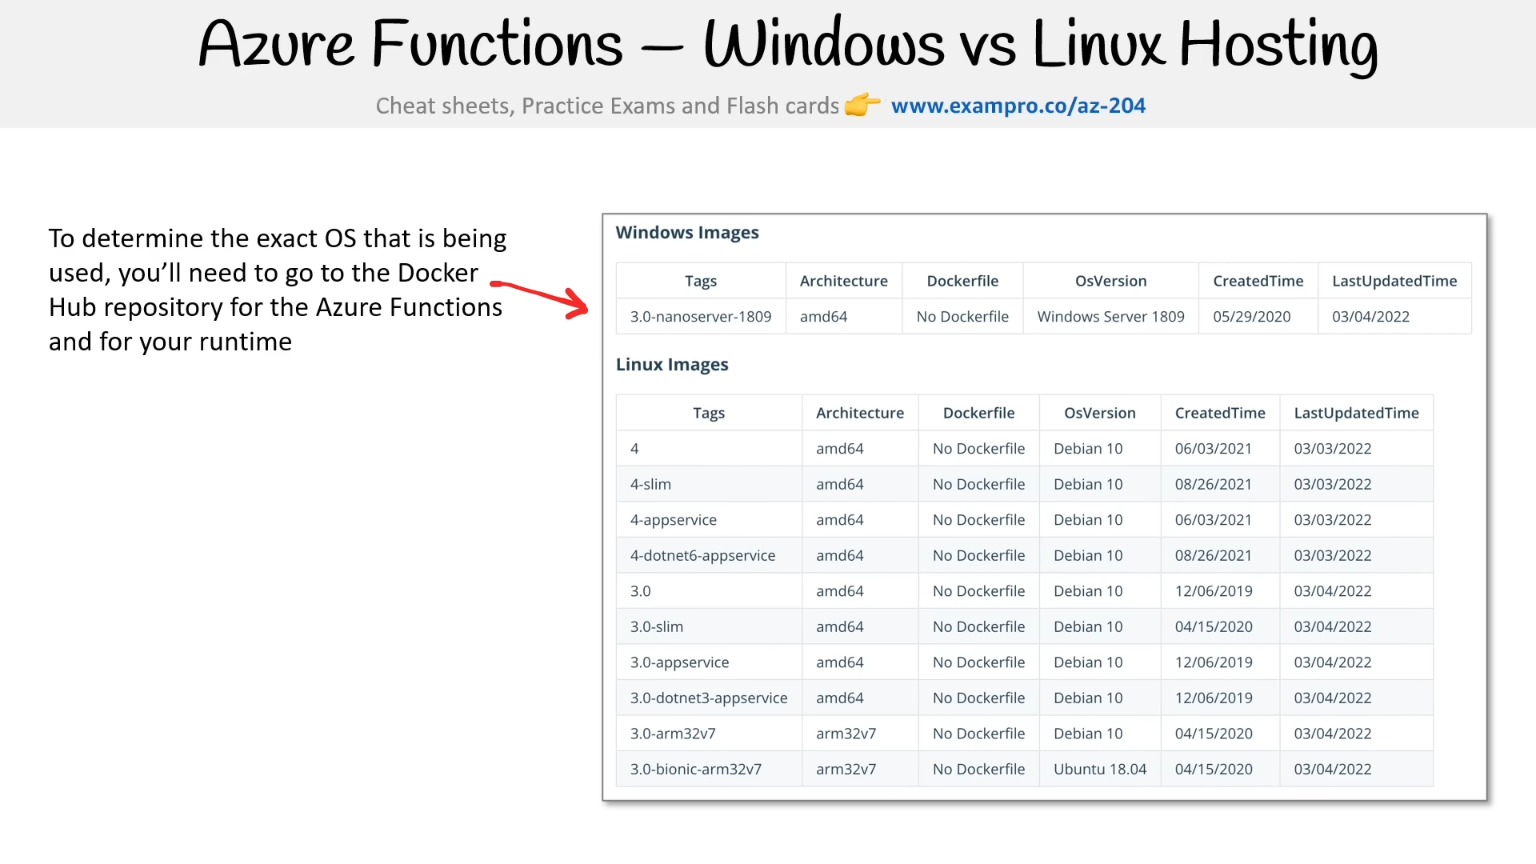 Azure Functions – Windows vs Linux Hosting
Cheat sheets, Practice Exams and Flash cards 👉 www.exampro.co/az-204
To determine the exact OS that is being
used, you’ll need to go to the Docker
Hub repository for the Azure Functions
and for your runtime
Windows Images
Tags Architecture Dockerfile OsVersion CreatedTime LastUpdatedTime
3.0-nanoserver-1809 amd64 No Dockerfile Windows Server 1809 05/29/2020 03/04/2022
Linux Images
Tags Architecture Dockerfile OsVersion CreatedTime LastUpdatedTime
4 amd64 No Dockerfile Debian 10 06/03/2021 03/03/2022
4-slim amd64 No Dockerfile Debian 10 08/26/2021 03/03/2022
4-appservice amd64 No Dockerfile Debian 10 06/03/2021 03/03/2022
4-dotnet6-appservice amd64 No Dockerfile Debian 10 08/26/2021 03/03/2022
3.0 amd64 No Dockerfile Debian 10 12/06/2019 03/04/2022
3.0-slim amd64 No Dockerfile Debian 10 04/15/2020 03/04/2022
3.0-appservice amd64 No Dockerfile Debian 10 12/06/2019 03/04/2022
3.0-dotnet3-appservice amd64 No Dockerfile Debian 10 12/06/2019 03/04/2022
3.0-arm32v7 arm32v7 No Dockerfile Debian 10 04/15/2020 03/04/2022
3.0-bionic-arm32v7 arm32v7 No Dockerfile Ubuntu 18.04 04/15/2020 03/04/2022